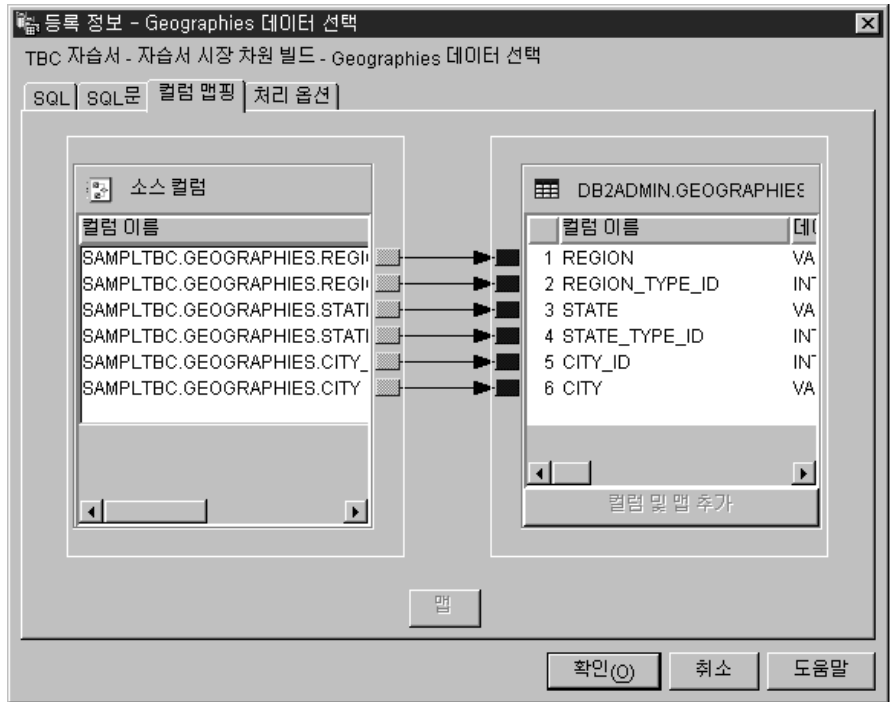 등록 정보 - Geographies 데이터 선택
TBC 자습서 - 자습서 시장 차원 빌드 - Geographies 데이터 선택
SQL SQL문 컬럼 맵핑 처리 옵션
소스 컬럼
컬럼 이름
SAMPLTBC.GEOGRAPHIES.REGI
SAMPLTBC.GEOGRAPHIES.REGI
SAMPLTBC.GEOGRAPHIES.STATI
SAMPLTBC.GEOGRAPHIES.STATI
SAMPLTBC.GEOGRAPHIES.CITY_
SAMPLTBC.GEOGRAPHIES.CITY
DB2ADMIN.GEOGRAPHIES
컬럼 이름 데이
1 REGION VA
2 REGION_TYPE_ID INT
3 STATE VA
4 STATE_TYPE_ID INT
5 CITY_ID INT
6 CITY VA
컬럼 및 맵 추가
맵
확인(O) 취소 도움말